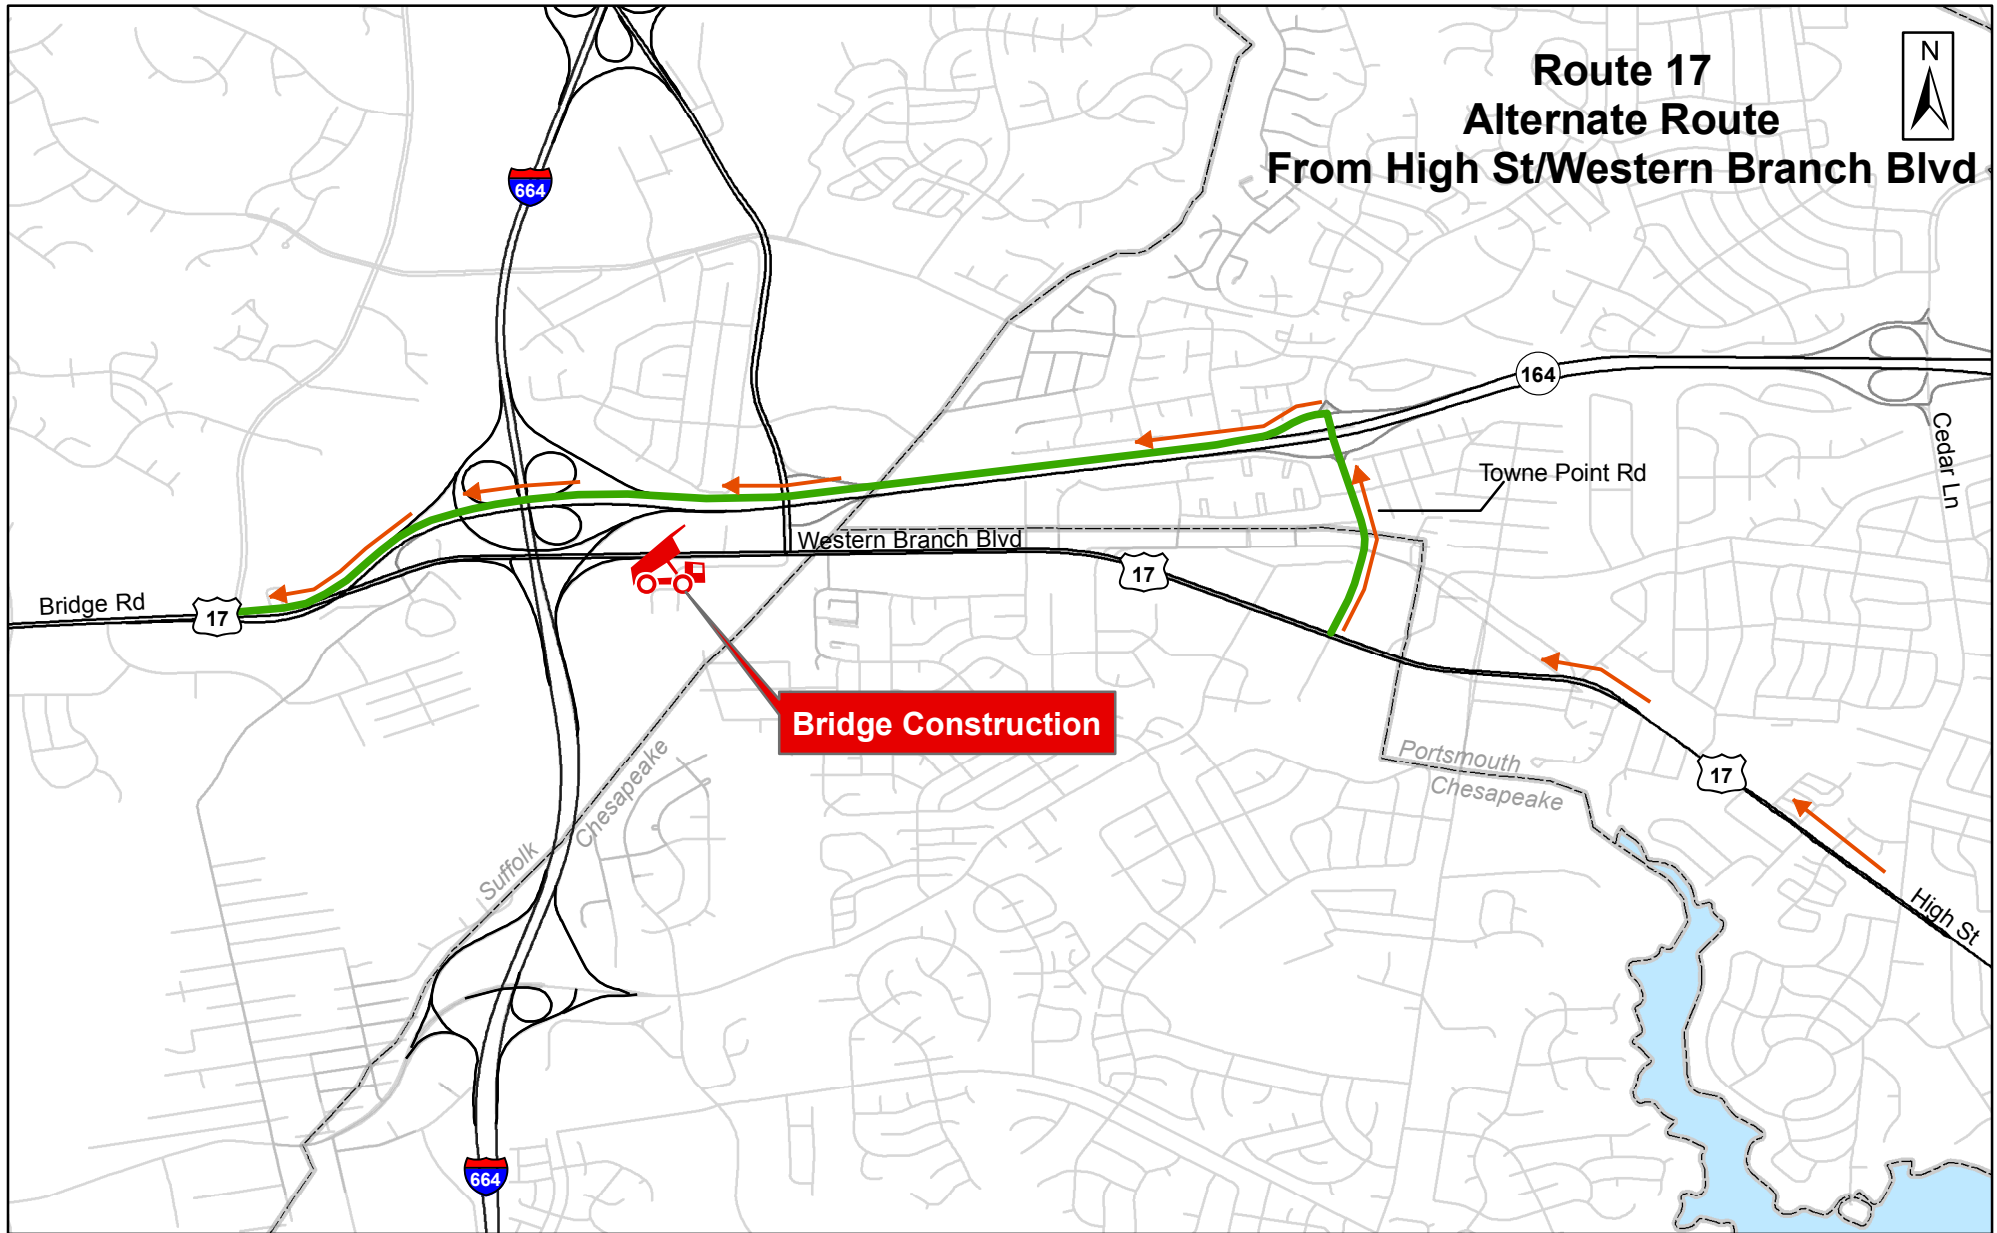 Route 17
Alternate Route
From High St/Western Branch Blvd
N
664
164
Cedar Ln
Towne Point Rd
Western Branch Blvd
17
Bridge Rd
17
Bridge Construction
Portsmouth
Chesapeake
17
Chesapeake
Suffolk
High St
664